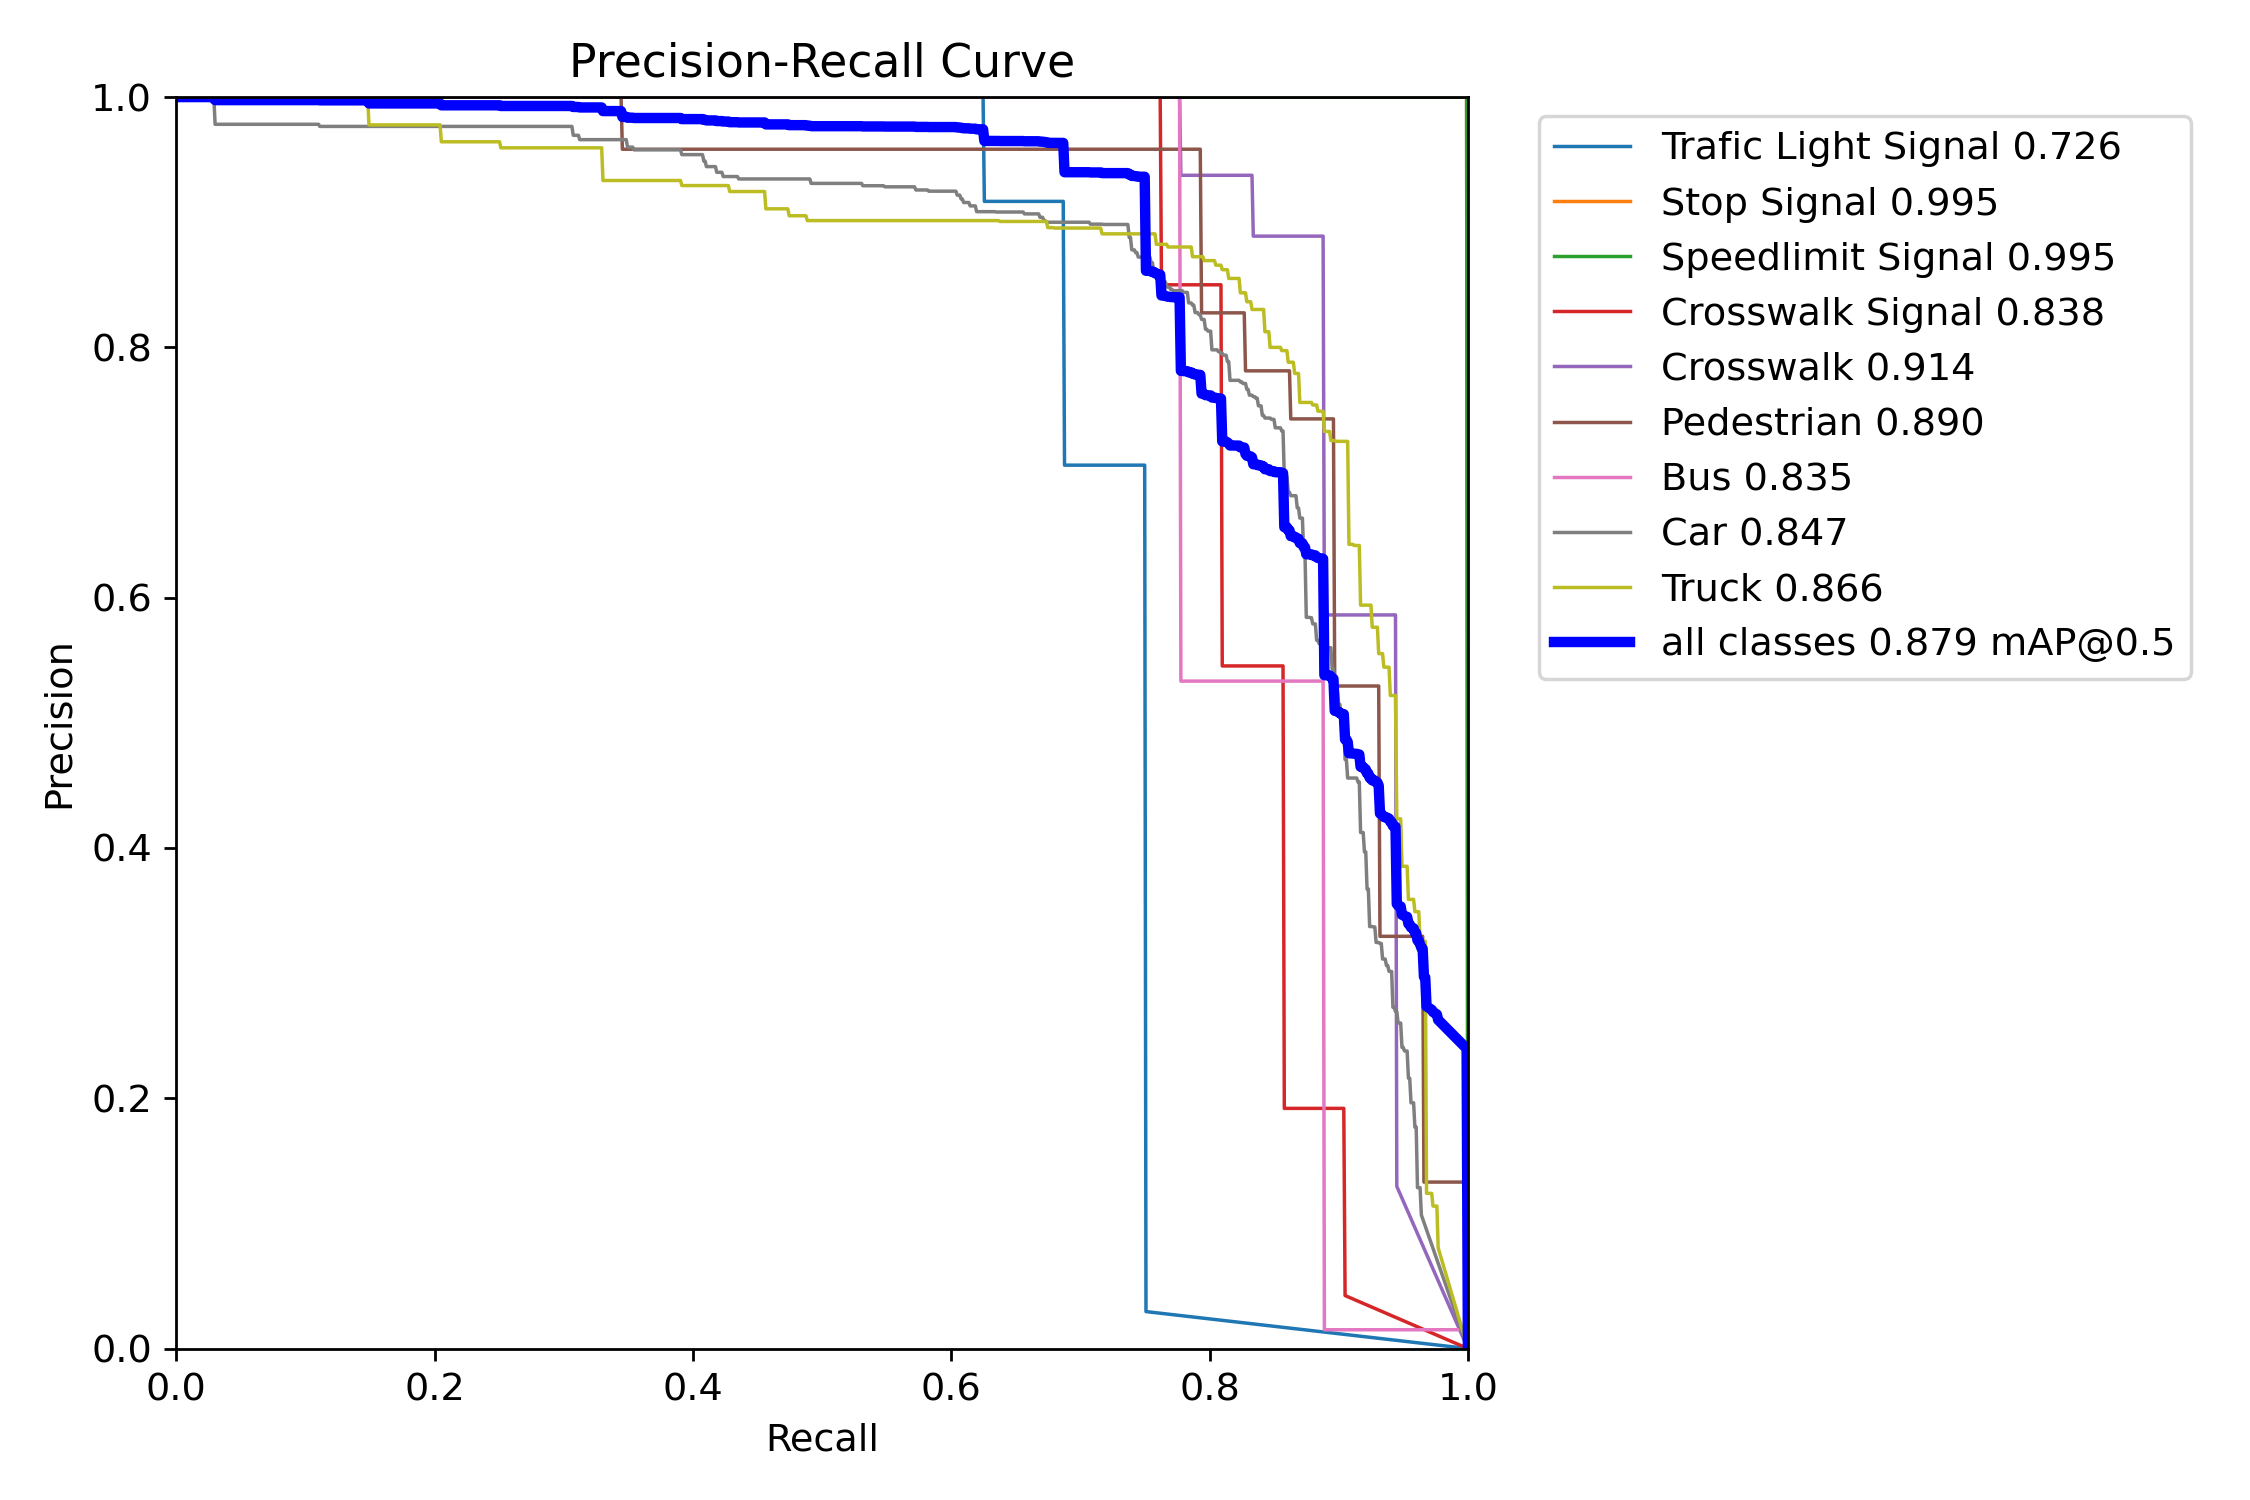 Precision-Recall Curve
1.0
0.8
0.6
0.4
0.2
0.0
Precision
0.0 0.2 0.4 0.6 0.8 1.0
Recall
Trafic Light Signal 0.726
Stop Signal 0.995
Speedlimit Signal 0.995
Crosswalk Signal 0.838
Crosswalk 0.914
Pedestrian 0.890
Bus 0.835
Car 0.847
Truck 0.866
all classes 0.879 mAP@0.5